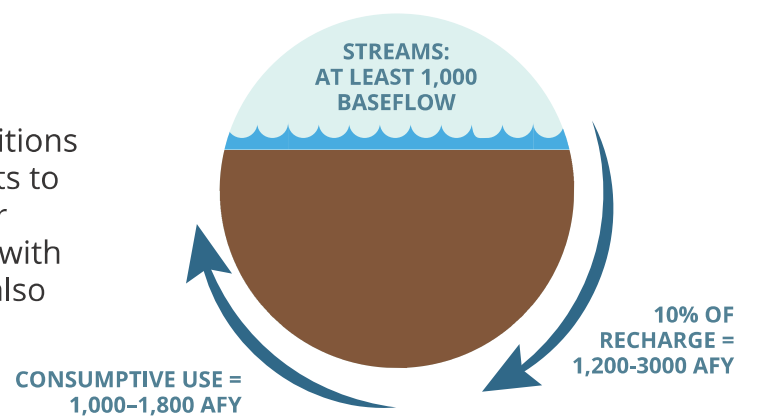 STREAMS:
AT LEAST 1,000
BASEFLOW
ts to
with
also
10% OF
RECHARGE =
1,200-3000 AFY
CONSUMPTIVE USE =
1,000–1,800 AFY